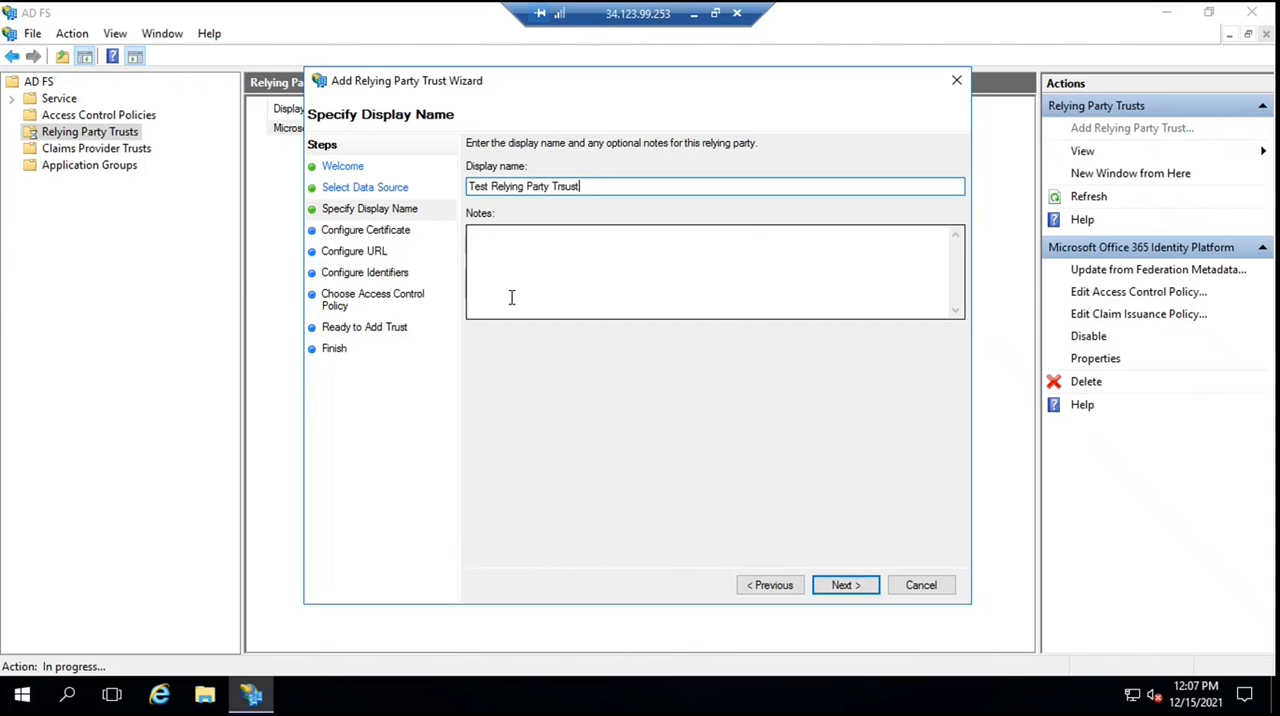 AD FS
34.123.99.253
File Action View Window Help
AD FS
Service
Access Control Policies
Relying Party Trusts
Claims Provider Trusts
Application Groups
Relying Pa
Display
Micros
Add Relying Party Trust Wizard
Specify Display Name
Steps
Welcome
Select Data Source
Specify Display Name
Configure Certificate
Configure URL
Configure Identifiers
Choose Access Control
Policy
Ready to Add Trust
Finish
Enter the display name and any optional notes for this relying party.
Display name:
Test Relying Party Trsust
Notes:
< Previous Next > Cancel
Actions
Relying Party Trusts
Add Relying Party Trust...
View
New Window from Here
Refresh
Help
Microsoft Office 365 Identity Platform
Update from Federation Metadata...
Edit Access Control Policy...
Edit Claim Issuance Policy...
Disable
Properties
Delete
Help
Action: In progress...
12:07 PM
12/15/2021